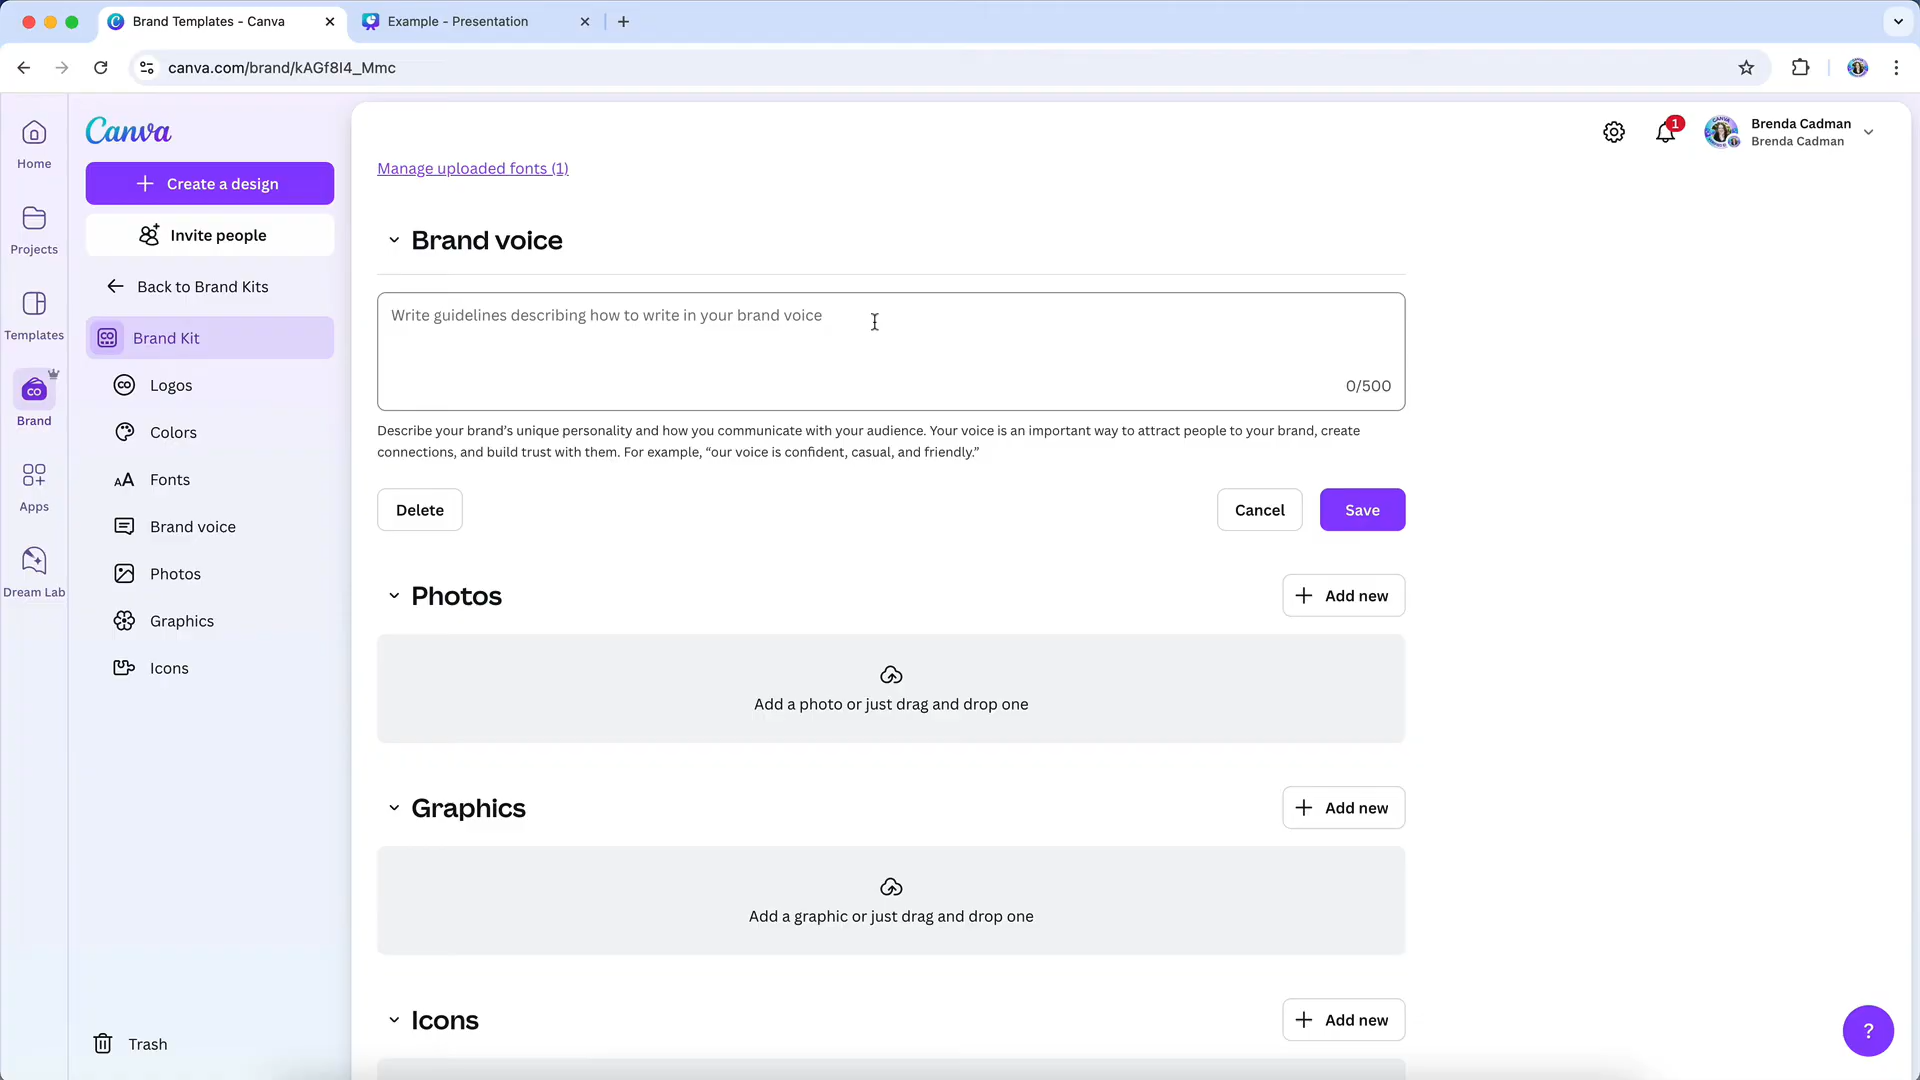 Brand Templates - Canva
Example - Presentation
canva.com/brand/kAGf8I4_Mmc
Home
Projects
Templates
CO
Brand
Apps
Dream Lab
Canva
Create a design
Invite people
Back to Brand Kits
CO
Brand Kit
CO
Logos
Colors
AA
Fonts
Brand voice
Photos
Graphics
Icons
Trash
1
Brenda Cadman
Brenda Cadman
Manage uploaded fonts (1)
Brand voice
Write guidelines describing how to write in your brand voice
0/500
Describe your brand’s unique personality and how you communicate with your audience. Your voice is an important way to attract people to your brand, create
connections, and build trust with them. For example, “our voice is confident, casual, and friendly.”
Delete
Cancel
Save
Photos
Add new
Add a photo or just drag and drop one
Graphics
Add new
Add a graphic or just drag and drop one
Icons
Add new
?